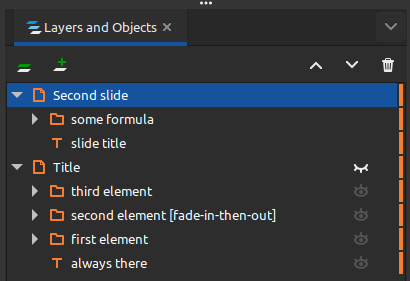 Layers and Objects
Second slide
some formula
slide title
Title
third element
second element [fade-in-then-out]
first element
always there